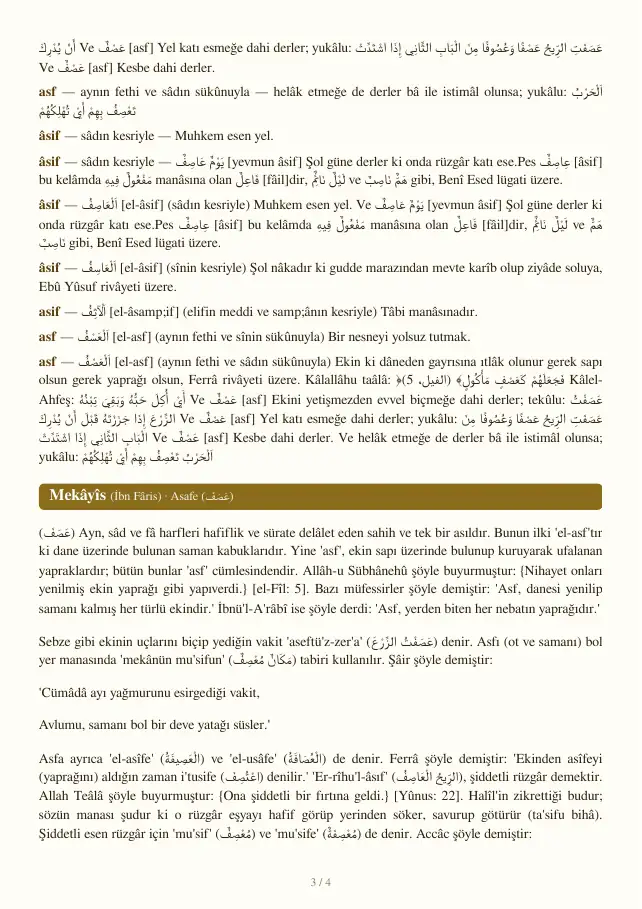 أَنْ يُدْرِكَ Ve عَصْفٌ [asf] Yel katı esmeğe dahi derler; yukâlu: عَصَفَتِ الرِّيحُ عَصْفًا وَعُصُوفًا مِنَ الْبَابِ الثَّانِي إِذَا اشْتَدَّتْ
Ve عَصْفٌ [asf] Kesbe dahi derler.
asf — aynın fethi ve sâdın sükûnuyla — helâk etmeğe de derler bâ ile istimâl olunsa; yukâlu: اَلْحَرْبُ
تَعْصِفُ بِهِمْ أَيْ تُهْلِكُهُمْ
âsif — sâdın kesriyle — Muhkem esen yel.
âsif — sâdın kesriyle — يَوْمٌ عَاصِفٌ [yevmun âsif] Şol güne derler ki onda rüzgâr katı ese.Pes عَاصِفٌ [âsif]
bu kelâmda مَفْعُولٌ فِيهِ manâsına olan فَاعِلٌ [fâil]dir, لَيْلٌ نَائِمٌ ve هَمٌّ نَاصِبٌ gibi, Benî Esed lügati üzere.
âsif — اَلْعَاصِفُ [el-âsif] (sâdın kesriyle) Muhkem esen yel. Ve يَوْمٌ عَاصِفٌ [yevmun âsif] Şol güne derler ki
onda rüzgâr katı ese.Pes عَاصِفٌ [âsif] bu kelâmda مَفْعُولٌ فِيهِ manâsına olan فَاعِلٌ [fâil]dir, لَيْلٌ نَائِمٌ ve هَمٌّ
نَاصِبٌ gibi, Benî Esed lügati üzere.
âsif — اَلْعَاسِفُ [el-âsif] (sînin kesriyle) Şol nâkadır ki gudde marazından mevte karîb olup ziyâde soluya,
Ebû Yûsuf rivâyeti üzere.
asif — اَلْآثِفُ [el-âsamp;if] (elifin meddi ve samp;ânın kesriyle) Tâbi manâsınadır.
asf — اَلْعَسْفُ [el-asf] (aynın fethi ve sînin sükûnuyla) Bir nesneyi yolsuz tutmak.
asf — اَلْعَصْفُ [el-asf] (aynın fethi ve sâdın sükûnuyla) Ekin ki dâneden gayrısına ıtlâk olunur gerek sapı
olsun gerek yaprağı olsun, Ferrâ rivâyeti üzere. Kâlallâhu taâlâ: ﴿فَجَعَلَهُمْ كَعَصْفٍ مَأْكُولٍ﴾ (الفيل، 5) Kâlel-
Ahfeş: أَيْ أُكِلَ حَبُّهُ وَبَقِيَ تِبْنُهُ Ve عَصْفٌ [asf] Ekini yetişmezden evvel biçmeğe dahi derler; tekûlu: عَصَفْتُ
الزَّرْعَ إِذَا جَزَزْتَهُ قَبْلَ أَنْ يُدْرِكَ Ve عَصْفٌ [asf] Yel katı esmeğe dahi derler; yukâlu: عَصَفَتِ الرِّيحُ عَصْفًا وَعُصُوفًا مِنَ
الْبَابِ الثَّانِي إِذَا اشْتَدَّتْ Ve عَصْفٌ [asf] Kesbe dahi derler. Ve helâk etmeğe de derler bâ ile istimâl olunsa;
yukâlu: اَلْحَرْبُ تَعْصِفُ بِهِمْ أَيْ تُهْلِكُهُمْ
Mekâyîs (İbn Fâris) · Asafe (عَصَفَ)
(عَصَفَ) Ayn, sâd ve fâ harfleri hafiflik ve sürate delâlet eden sahih ve tek bir asıldır. Bunun ilki 'el-asf'tır
ki dane üzerinde bulunan saman kabuklarıdır. Yine 'asf', ekin sapı üzerinde bulunup kuruyarak ufalanan
yapraklardır; bütün bunlar 'asf' cümlesindendir. Allâh-u Sübhânehû şöyle buyurmuştur: {Nihayet onları
yenilmiş ekin yaprağı gibi yapıverdi.} [el-Fîl: 5]. Bazı müfessirler şöyle demiştir: 'Asf, danesi yenilip
samanı kalmış her türlü ekindir.' İbnü'l-A'râbî ise şöyle derdi: 'Asf, yerden biten her nebatın yaprağıdır.'
Sebze gibi ekinin uçlarını biçip yediğin vakit 'aseftü'z-zer'a' (عَصَفْتُ الزَّرْعَ) denir. Asfı (ot ve samanı) bol
yer manasında 'mekânün mu'sifun' (مَكَانٌ مُعْصِفٌ) tabiri kullanılır. Şâir şöyle demiştir:
'Cümâdâ ayı yağmurunu esirgediği vakit,
Avlumu, samanı bol bir deve yatağı süsler.'
Asfa ayrıca 'el-asîfe' (الْعَصِيفَةُ) ve 'el-usâfe' (الْعُصَافَةُ) de denir. Ferrâ şöyle demiştir: 'Ekinden asîfeyi
(yaprağını) aldığın zaman i'tusife (اعْتُصِفَ) denilir.' 'Er-rîhu'l-âsıf' (الرِّيحُ الْعَاصِفُ), şiddetli rüzgâr demektir.
Allah Teâlâ şöyle buyurmuştur: {Ona şiddetli bir fırtına geldi.} [Yûnus: 22]. Halîl'in zikrettiği budur;
sözün manası şudur ki o rüzgâr eşyayı hafif görüp yerinden söker, savurup götürür (ta'sifu bihâ).
Şiddetli esen rüzgâr için 'mu'sif' (مُعْصِفٌ) ve 'mu'sife' (مُعْصِفَةٌ) de denir. Accâc şöyle demiştir:
3 / 4